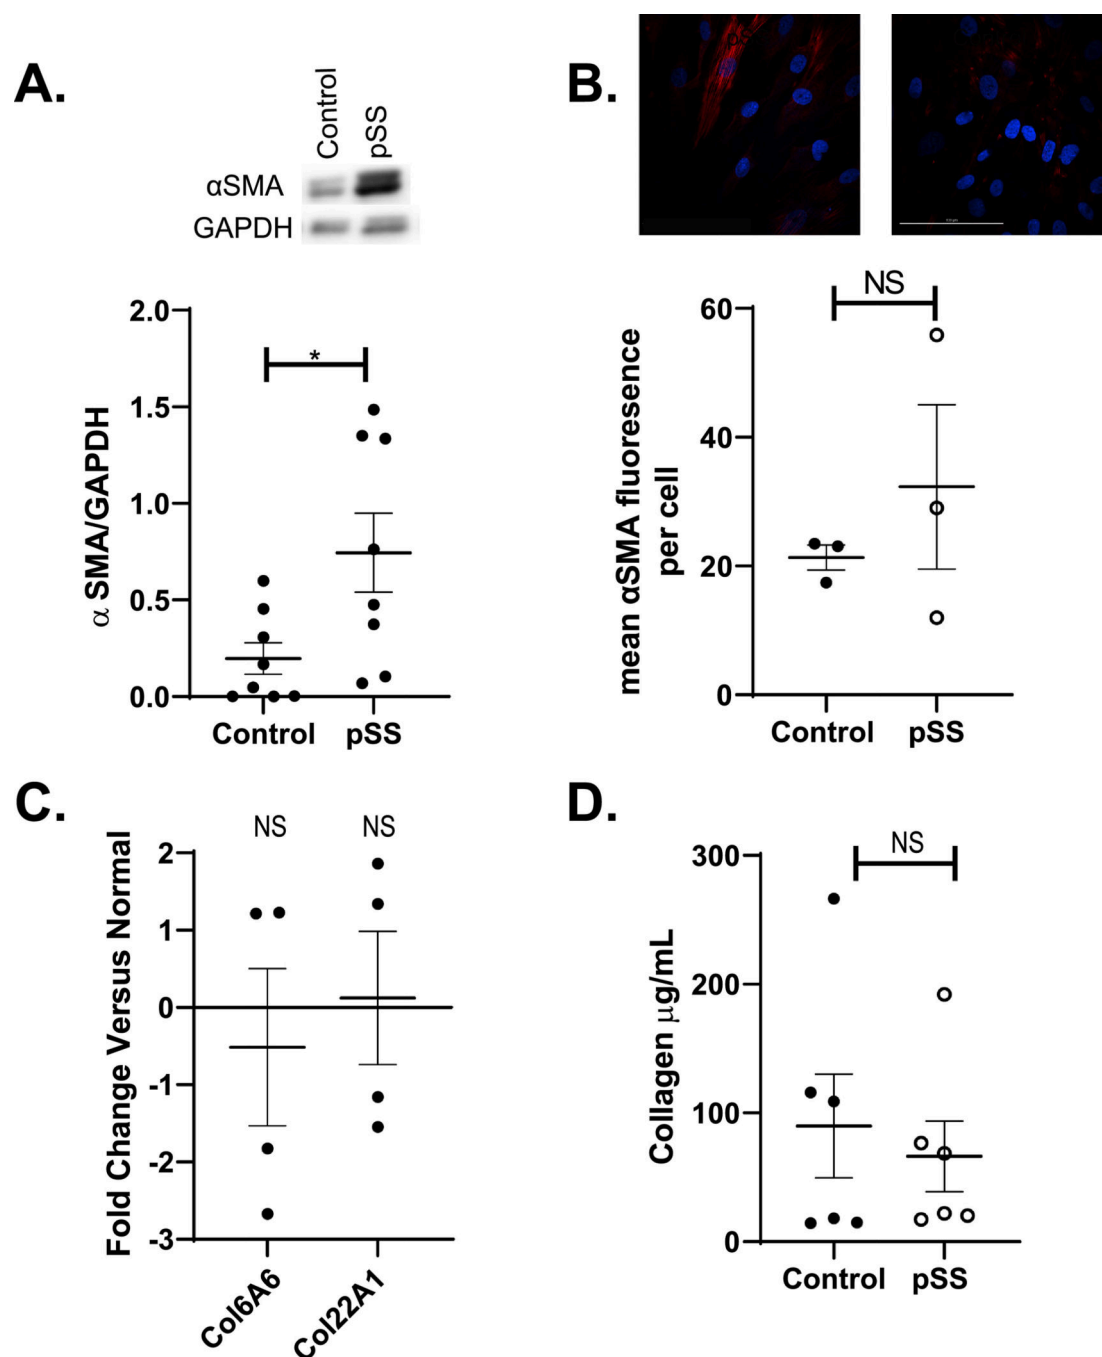 A.
Control
pSS
αSMA
GAPDH
2.0
1.5
1.0
0.5
0.0
α SMA/GAPDH
*
Control
pSS
B.
pS
NS
60
40
20
0
mean αSMA fluoresence
per cell
Control
pSS
C.
NS
NS
2
1
0
-1
-2
-3
Fold Change Versus Normal
Col6A6
Col22A1
D.
NS
300
200
100
0
Collagen μg/mL
Control
pSS